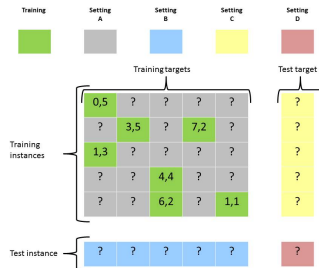 Training Setting A Setting B Setting C Setting D
Training targets Test target
Training instances
0,5 ? ? ? ? ?
? 3,5 ? 7,2 ? ?
1,3 ? ? ? ? ?
? ? 4,4 ? ? ?
? ? 6,2 ? 1,1 ?
Test instance ? ? ? ? ? ?